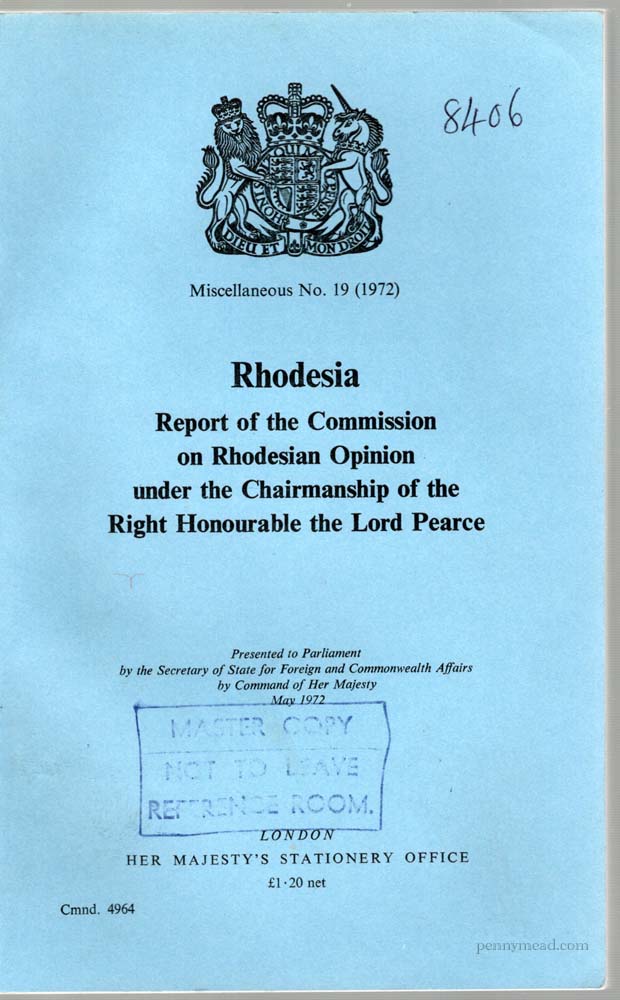 8406
QUI
HONI
DIEU ET MON DROIT
Miscellaneous No. 19 (1972)
Rhodesia
Report of the Commission
on Rhodesian Opinion
under the Chairmanship of the
Right Honourable the Lord Pearce
Presented to Parliament
by the Secretary of State for Foreign and Commonwealth Affairs
by Command of Her Majesty
May 1972
MASTER COPY
NOT TO LEAVE
REFERENCE ROOM.
LONDON
HER MAJESTY'S STATIONERY OFFICE
£1·20 net
Cmnd. 4964
pennymead.com